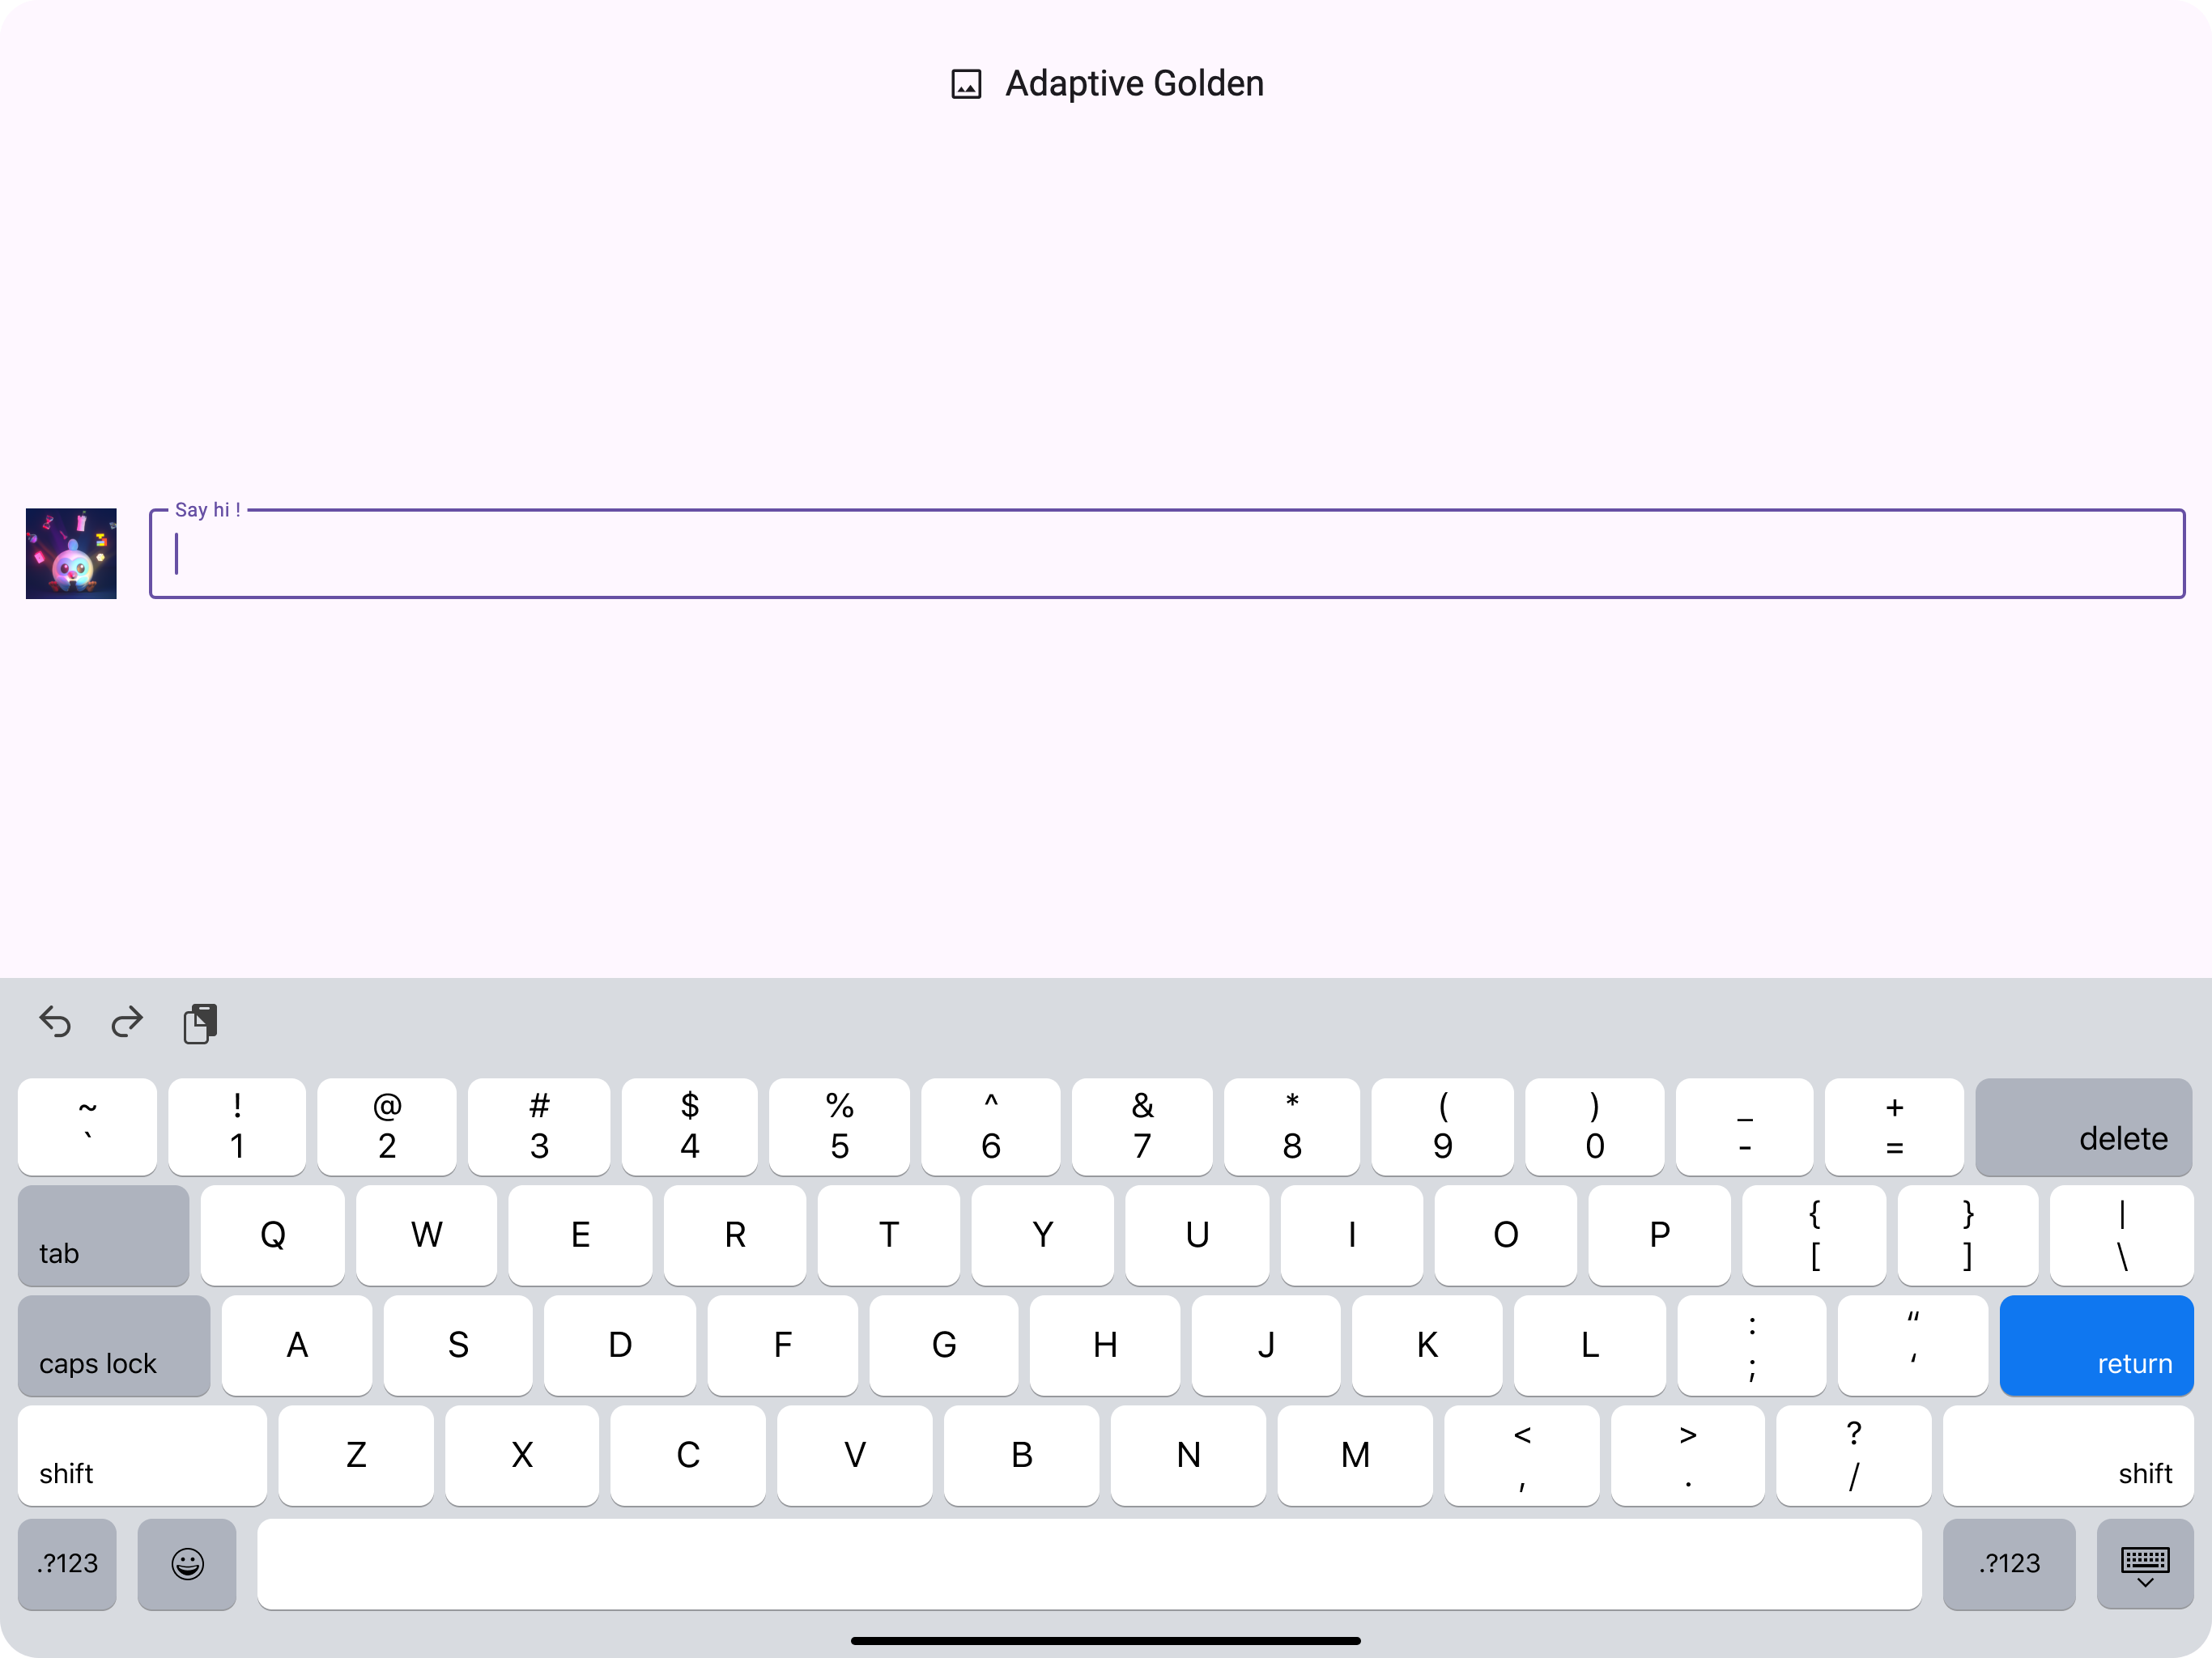 Adaptive Golden
Say hi !
~ ! @ # $ % ^ & * ( ) _ +
` 1 2 3 4 5 6 7 8 9 0 - = delete
tab Q W E R T Y U I O P { } |
[ ] \
caps lock A S D F G H J K L : “
; ‘ return
shift Z X C V B N M < > ?
, . / shift
.?123 .?123